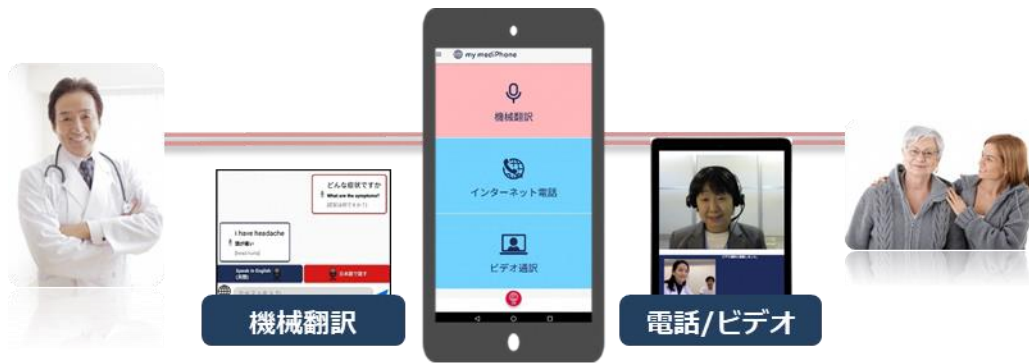 my mediPhone
機械翻訳
インターネット電話
ビデオ通訳
どんな症状ですか
What are the symptoms?
i have headache
頭が痛い
Speak in English
(英語)
日本語で話す
機械翻訳
電話/ビデオ